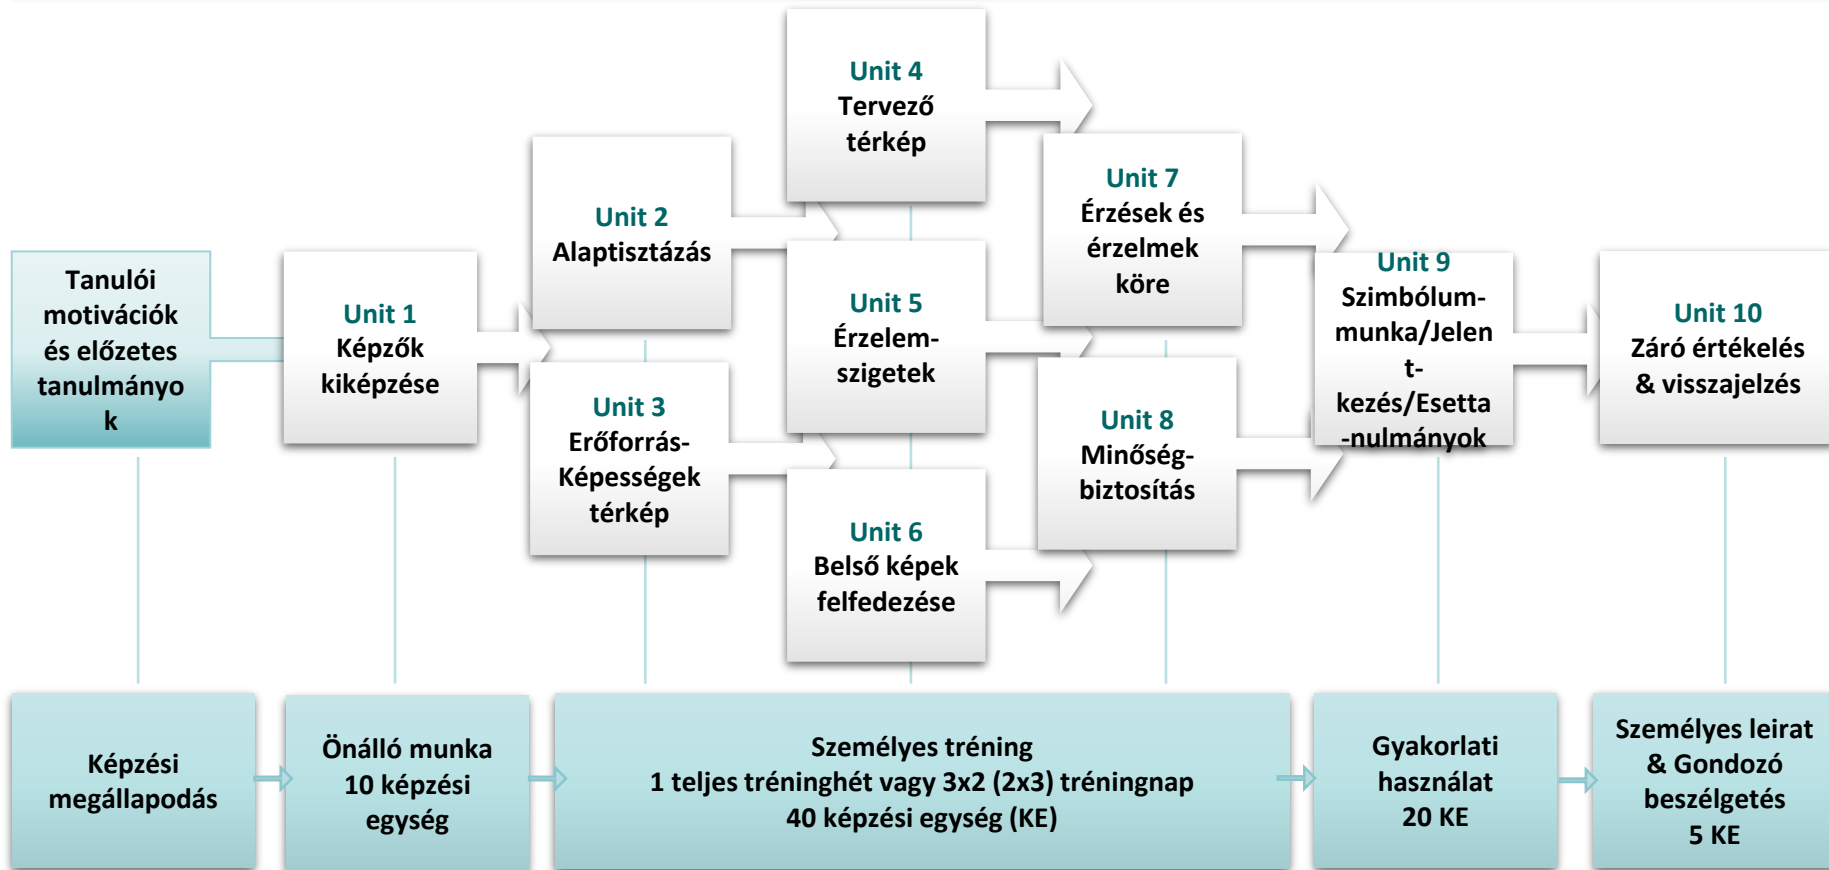 Tanulói
motivációk
és előzetes
tanulmányo
k
Unit 1
Képzők
kiképzése
Unit 2
Alaptisztázás
Unit 3
Erőforrás-
Képességek
térkép
Unit 4
Tervező
térkép
Unit 5
Érzelem-
szigetek
Unit 6
Belső képek
felfedezése
Unit 7
Érzések és
érzelmek
köre
Unit 8
Minőség-
biztosítás
Unit 9
Szimbólum-
munka/Jelen
t-
kezés/Esetta
-nulmányok
Unit 10
Záró értékelés
& visszajelzés
Képzési
megállapodás
Önálló munka
10 képzési
egység
Személyes tréning
1 teljes tréninghét vagy 3x2 (2x3) tréningnap
40 képzési egység (KE)
Gyakorlati
használat
20 KE
Személyes leirat
& Gondozó
beszélgetés
5 KE